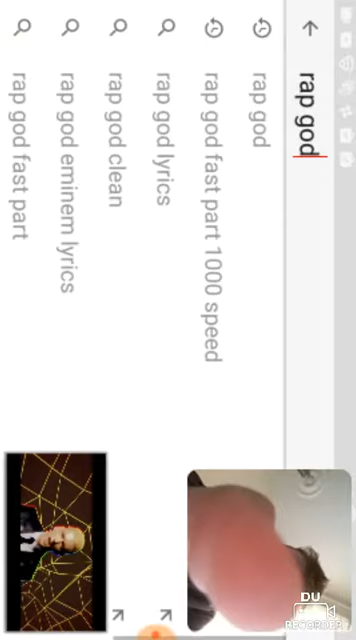 rap god
rap god
rap god fast part 1000 speed
rap god lyrics
rap god clean
rap god eminem lyrics
rap god fast part
DU
RECORDER